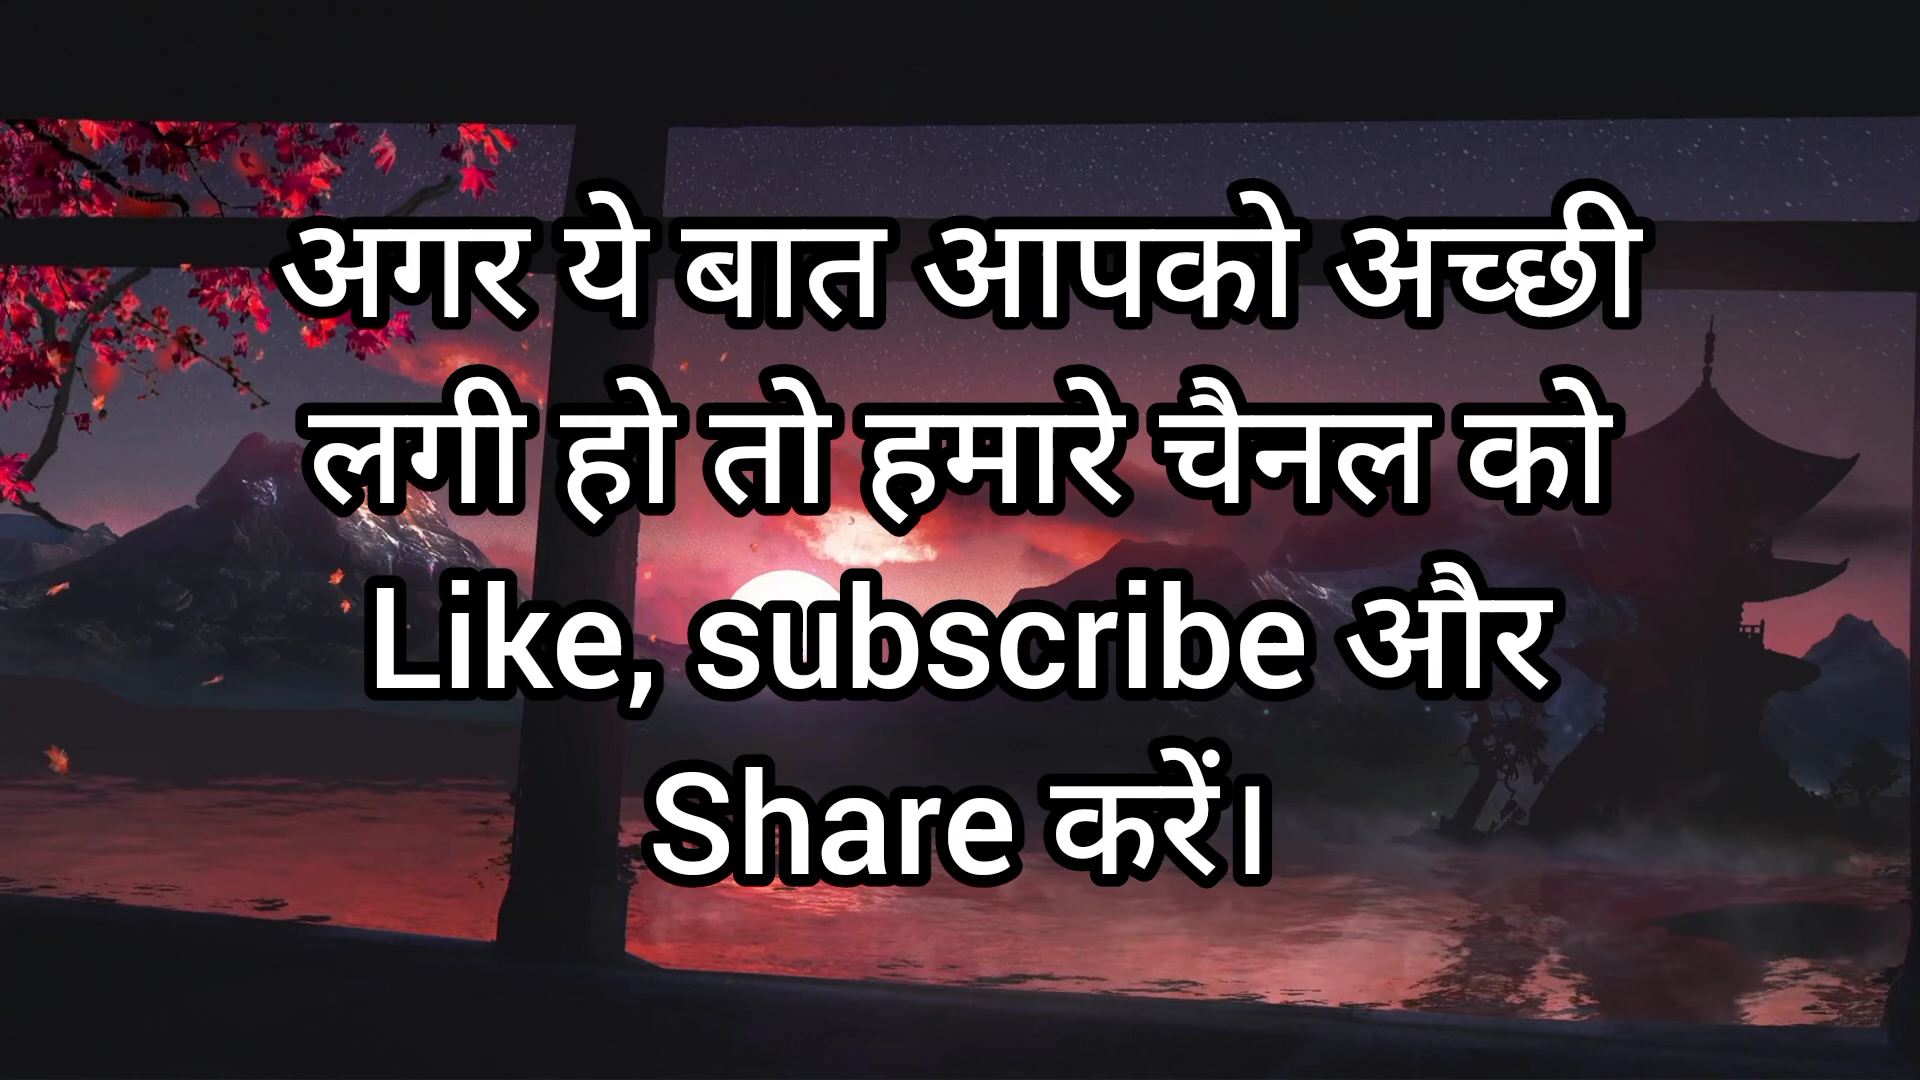 अगर ये बात आपको अच्छी
लगी हो तो हमारे चैनल को
Like, subscribe और
Share करें।